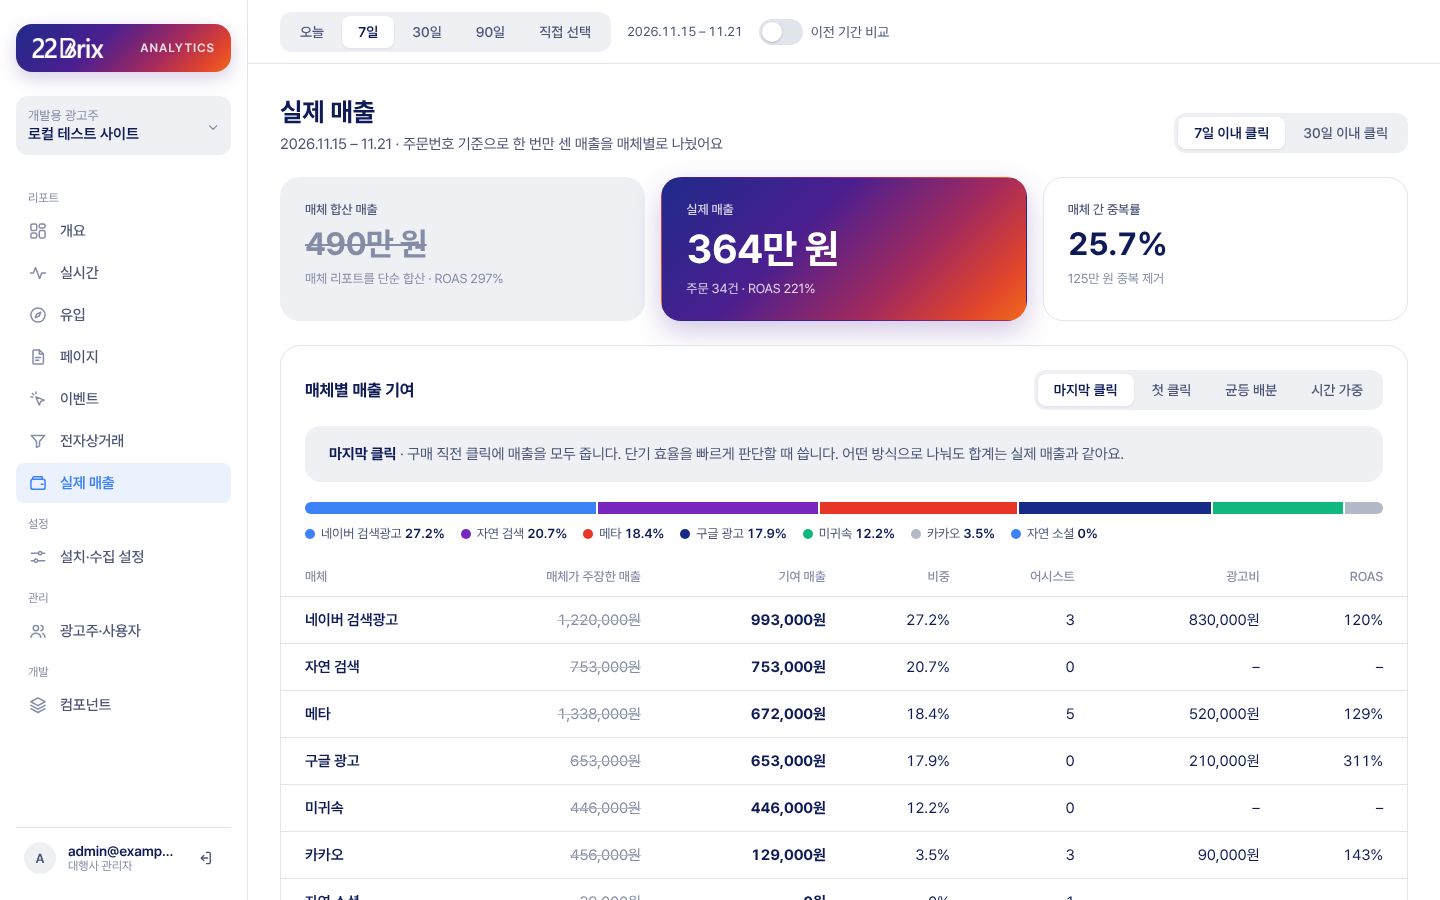 22Brix ANALYTICS
개발용 광고주
로컬 테스트 사이트
리포트
개요
실시간
유입
페이지
이벤트
전자상거래
실제 매출
설정
설치·수집 설정
관리
광고주·사용자
개발
컴포넌트
A
admin@examp...
대행사 관리자
오늘 7일 30일 90일 직접 선택 2026.11.15 – 11.21 이전 기간 비교
실제 매출
2026.11.15 – 11.21 · 주문번호 기준으로 한 번만 센 매출을 매체별로 나눴어요
7일 이내 클릭 30일 이내 클릭
매체 합산 매출
490만 원
매체 리포트를 단순 합산 · ROAS 297%
실제 매출
364만 원
주문 34건 · ROAS 221%
매체 간 중복률
25.7%
125만 원 중복 제거
매체별 매출 기여
마지막 클릭 첫 클릭 균등 배분 시간 가중
마지막 클릭 · 구매 직전 클릭에 매출을 모두 줍니다. 단기 효율을 빠르게 판단할 때 씁니다. 어떤 방식으로 나눠도 합계는 실제 매출과 같아요.
네이버 검색광고 27.2% 자연 검색 20.7% 메타 18.4% 구글 광고 17.9% 미귀속 12.2% 카카오 3.5% 자연 소셜 0%
매체 매체가 주장한 매출 기여 매출 비중 어시스트 광고비 ROAS
네이버 검색광고 1,220,000원 993,000원 27.2% 3 830,000원 120%
자연 검색 753,000원 753,000원 20.7% 0 – –
메타 1,338,000원 672,000원 18.4% 5 520,000원 129%
구글 광고 653,000원 653,000원 17.9% 0 210,000원 311%
미귀속 446,000원 446,000원 12.2% 0 – –
카카오 456,000원 129,000원 3.5% 3 90,000원 143%
자연 소셜 0원 0% 1